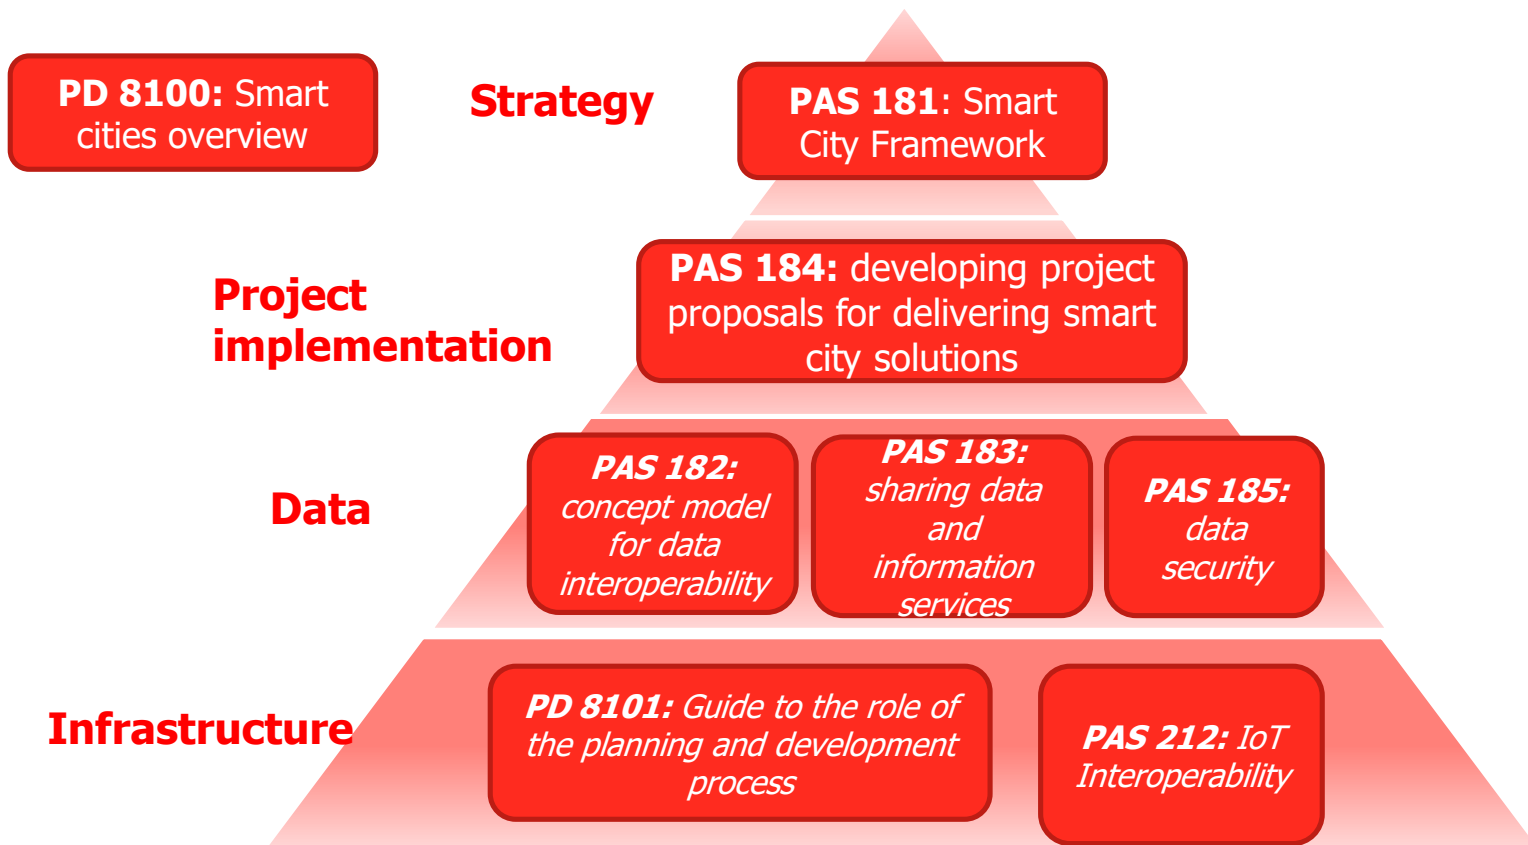 PD 8100: Smart
cities overview
Strategy
PAS 181: Smart
City Framework
Project
implementation
PAS 184: developing project
proposals for delivering smart
city solutions
Data
PAS 182:
concept model
for data
interoperability
PAS 183:
sharing data
and
information
services
PAS 185:
data
security
Infrastructure
PD 8101: Guide to the role of
the planning and development
process
PAS 212: IoT
Interoperability